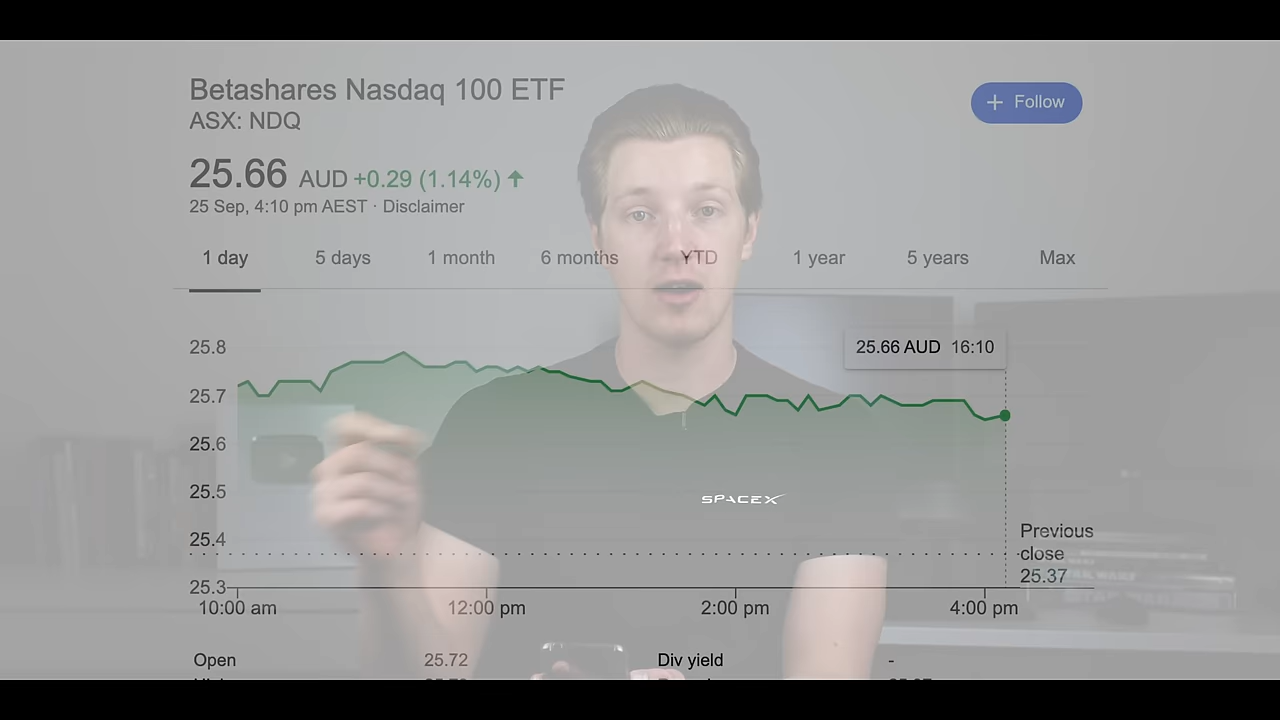 Betashares Nasdaq 100 ETF
+ Follow
ASX: NDQ
25.66 AUD +0.29 (1.14%)
25 Sep, 4:10 pm AEST · Disclaimer
1 day 5 days 1 month 6 months YTD 1 year 5 years Max
25.66 AUD 16:10
25.8
25.7
25.6
25.5
25.4
25.3
SPACEX
Previous
close
25.37
10:00 am 12:00 pm 2:00 pm 4:00 pm
Open 25.72 Div yield -